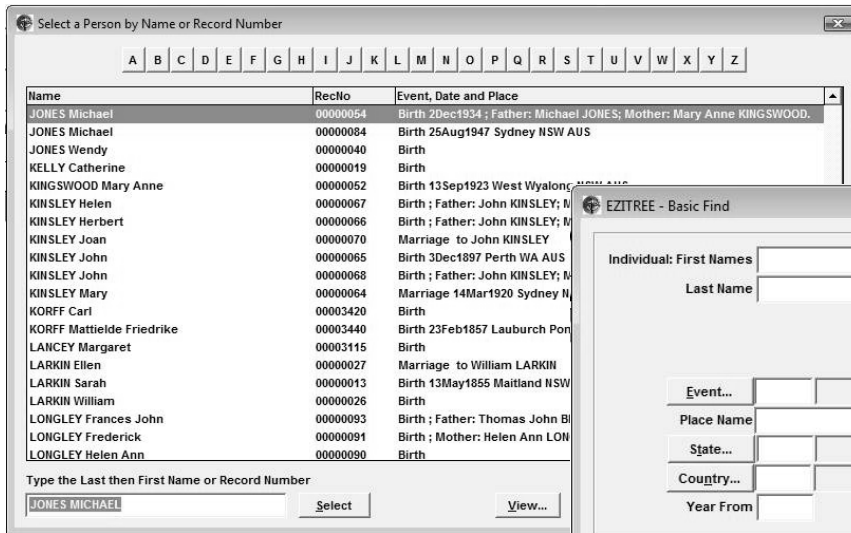 Select a Person by Name or Record Number
A B C D E F G H I J K L M N O P Q R S T U V W X Y Z
Name RecNo Event, Date and Place
JONES Michael 00000054 Birth 2Dec1934 ; Father: Michael JONES; Mother: Mary Anne KINGSWOOD.
JONES Michael 00000084 Birth 25Aug1947 Sydney NSW AUS
JONES Wendy 00000040 Birth
KELLY Catherine 00000019 Birth
KINGSWOOD Mary Anne 00000052 Birth 13Sep1923 West Wyalong NSW AUS
KINSLEY Helen 00000067 Birth ; Father: John KINSLEY; M
KINSLEY Herbert 00000066 Birth ; Father: John KINSLEY; M
KINSLEY Joan 00000070 Marriage to John KINSLEY
KINSLEY John 00000065 Birth 3Dec1897 Perth WA AUS
KINSLEY John 00000068 Birth ; Father: John KINSLEY; M
KINSLEY Mary 00000064 Marriage 14Mar1920 Sydney N
KORFF Carl 00003420 Birth
KORFF Mattielde Friedrike 00003440 Birth 23Feb1857 Lauburch Pon
LANCEY Margaret 00003115 Birth
LARKIN Ellen 00000027 Marriage to William LARKIN
LARKIN Sarah 00000013 Birth 13May1855 Maitland NSW
LARKIN William 00000026 Birth
LONGLEY Frances John 00000093 Birth ; Father: Thomas John
LONGLEY Frederick 00000091 Birth ; Mother: Helen Ann LON
LONGLEY Helen Ann 00000090 Birth
Type the Last then First Name or Record Number
JONES MICHAEL Select View...
EZITREE - Basic Find
Individual: First Names
Last Name
Event...
Place Name
State...
Country...
Year From